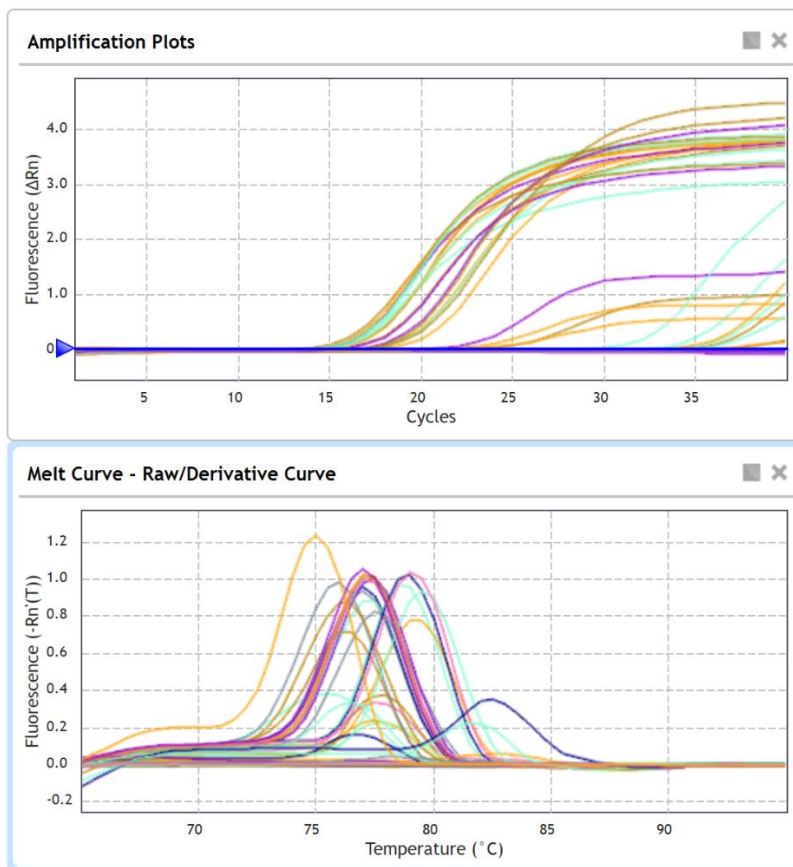 Amplification Plots
Fluorescence (ΔRn)
4.0
3.0
2.0
1.0
0
5 10 15 20 25 30 35
Cycles
Melt Curve - Raw/Derivative Curve
Fluorescence (-Rn'(T))
1.2
1.0
0.8
0.6
0.4
0.2
0.0
-0.2
70 75 80 85 90
Temperature (°C)